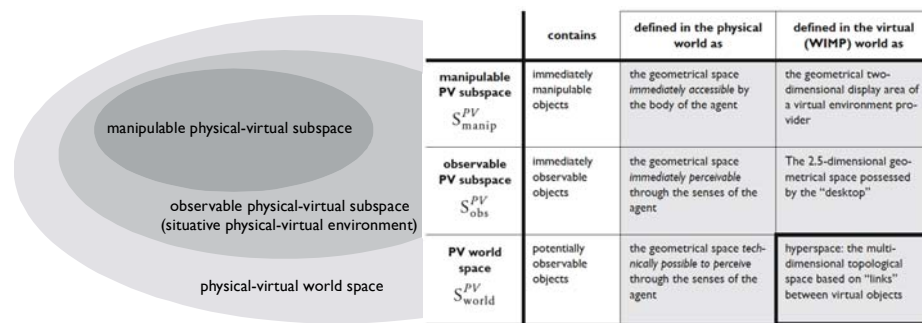 manipulable physical-virtual subspace
observable physical-virtual subspace
(situative physical-virtual environment)
physical-virtual world space
contains
defined in the physical
world as
defined in the virtual
(WIMP) world as
manipulable
PV subspace
S^PV_manip
immediately
manipulable
objects
the geometrical space
immediately accessible by
the body of the agent
the geometrical two-
dimensional display area of
a virtual environment pro-
vider
observable
PV subspace
S^PV_obs
immediately
observable
objects
the geometrical space
immediately perceivable
through the senses of the
agent
The 2.5-dimensional geo-
metrical space possessed
by the “desktop”
PV world
space
S^PV_world
potentially
observable
objects
the geometrical space tech-
nically possible to perceive
through the senses of the
agent
hyperspace: the multi-
dimensional topological
space based on “links”
between virtual objects